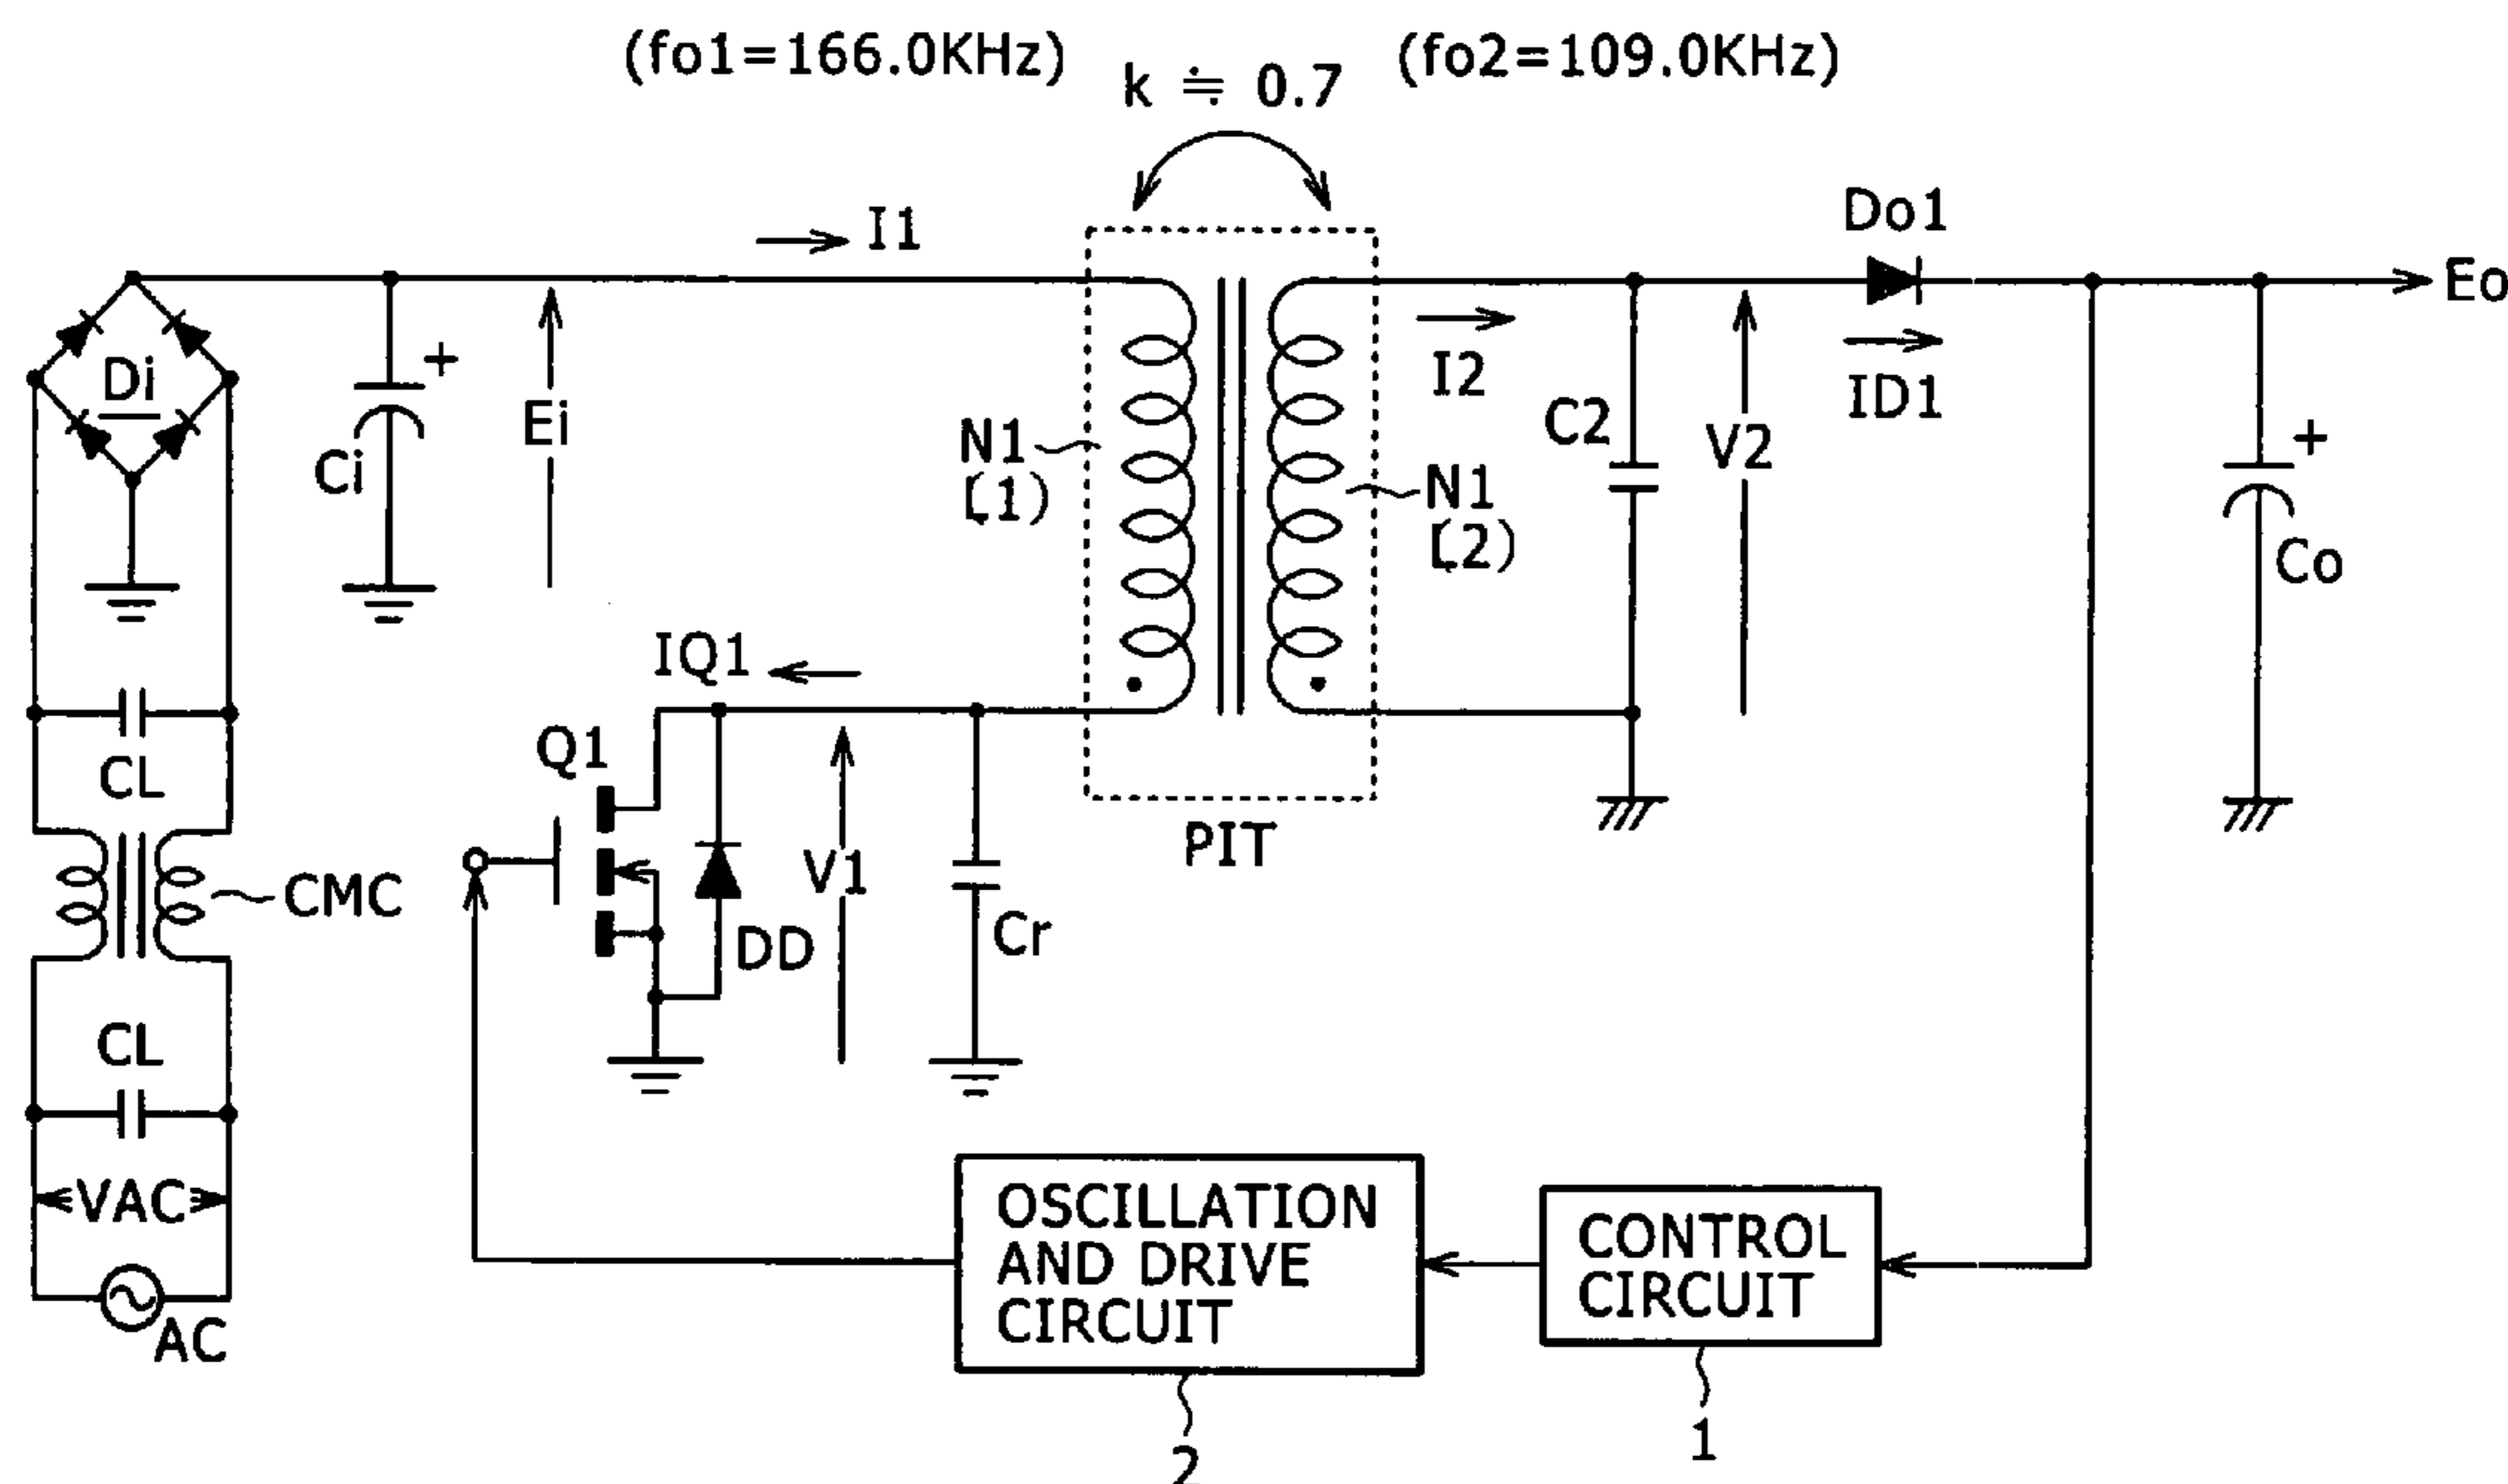 (fo1=166.0KHz)
(fo2=109.0KHz)
k ≒ 0.7
I1
Do1
Eo
+
Di
Ci
Ei
N1
(1)
I2
N1
(2)
C2
V2
ID1
+
Co
IQ1
Q1
CL
CMC
DD
V1
Cr
PIT
CL
VAC
AC
OSCILLATION
AND DRIVE
CIRCUIT
CONTROL
CIRCUIT
2
1